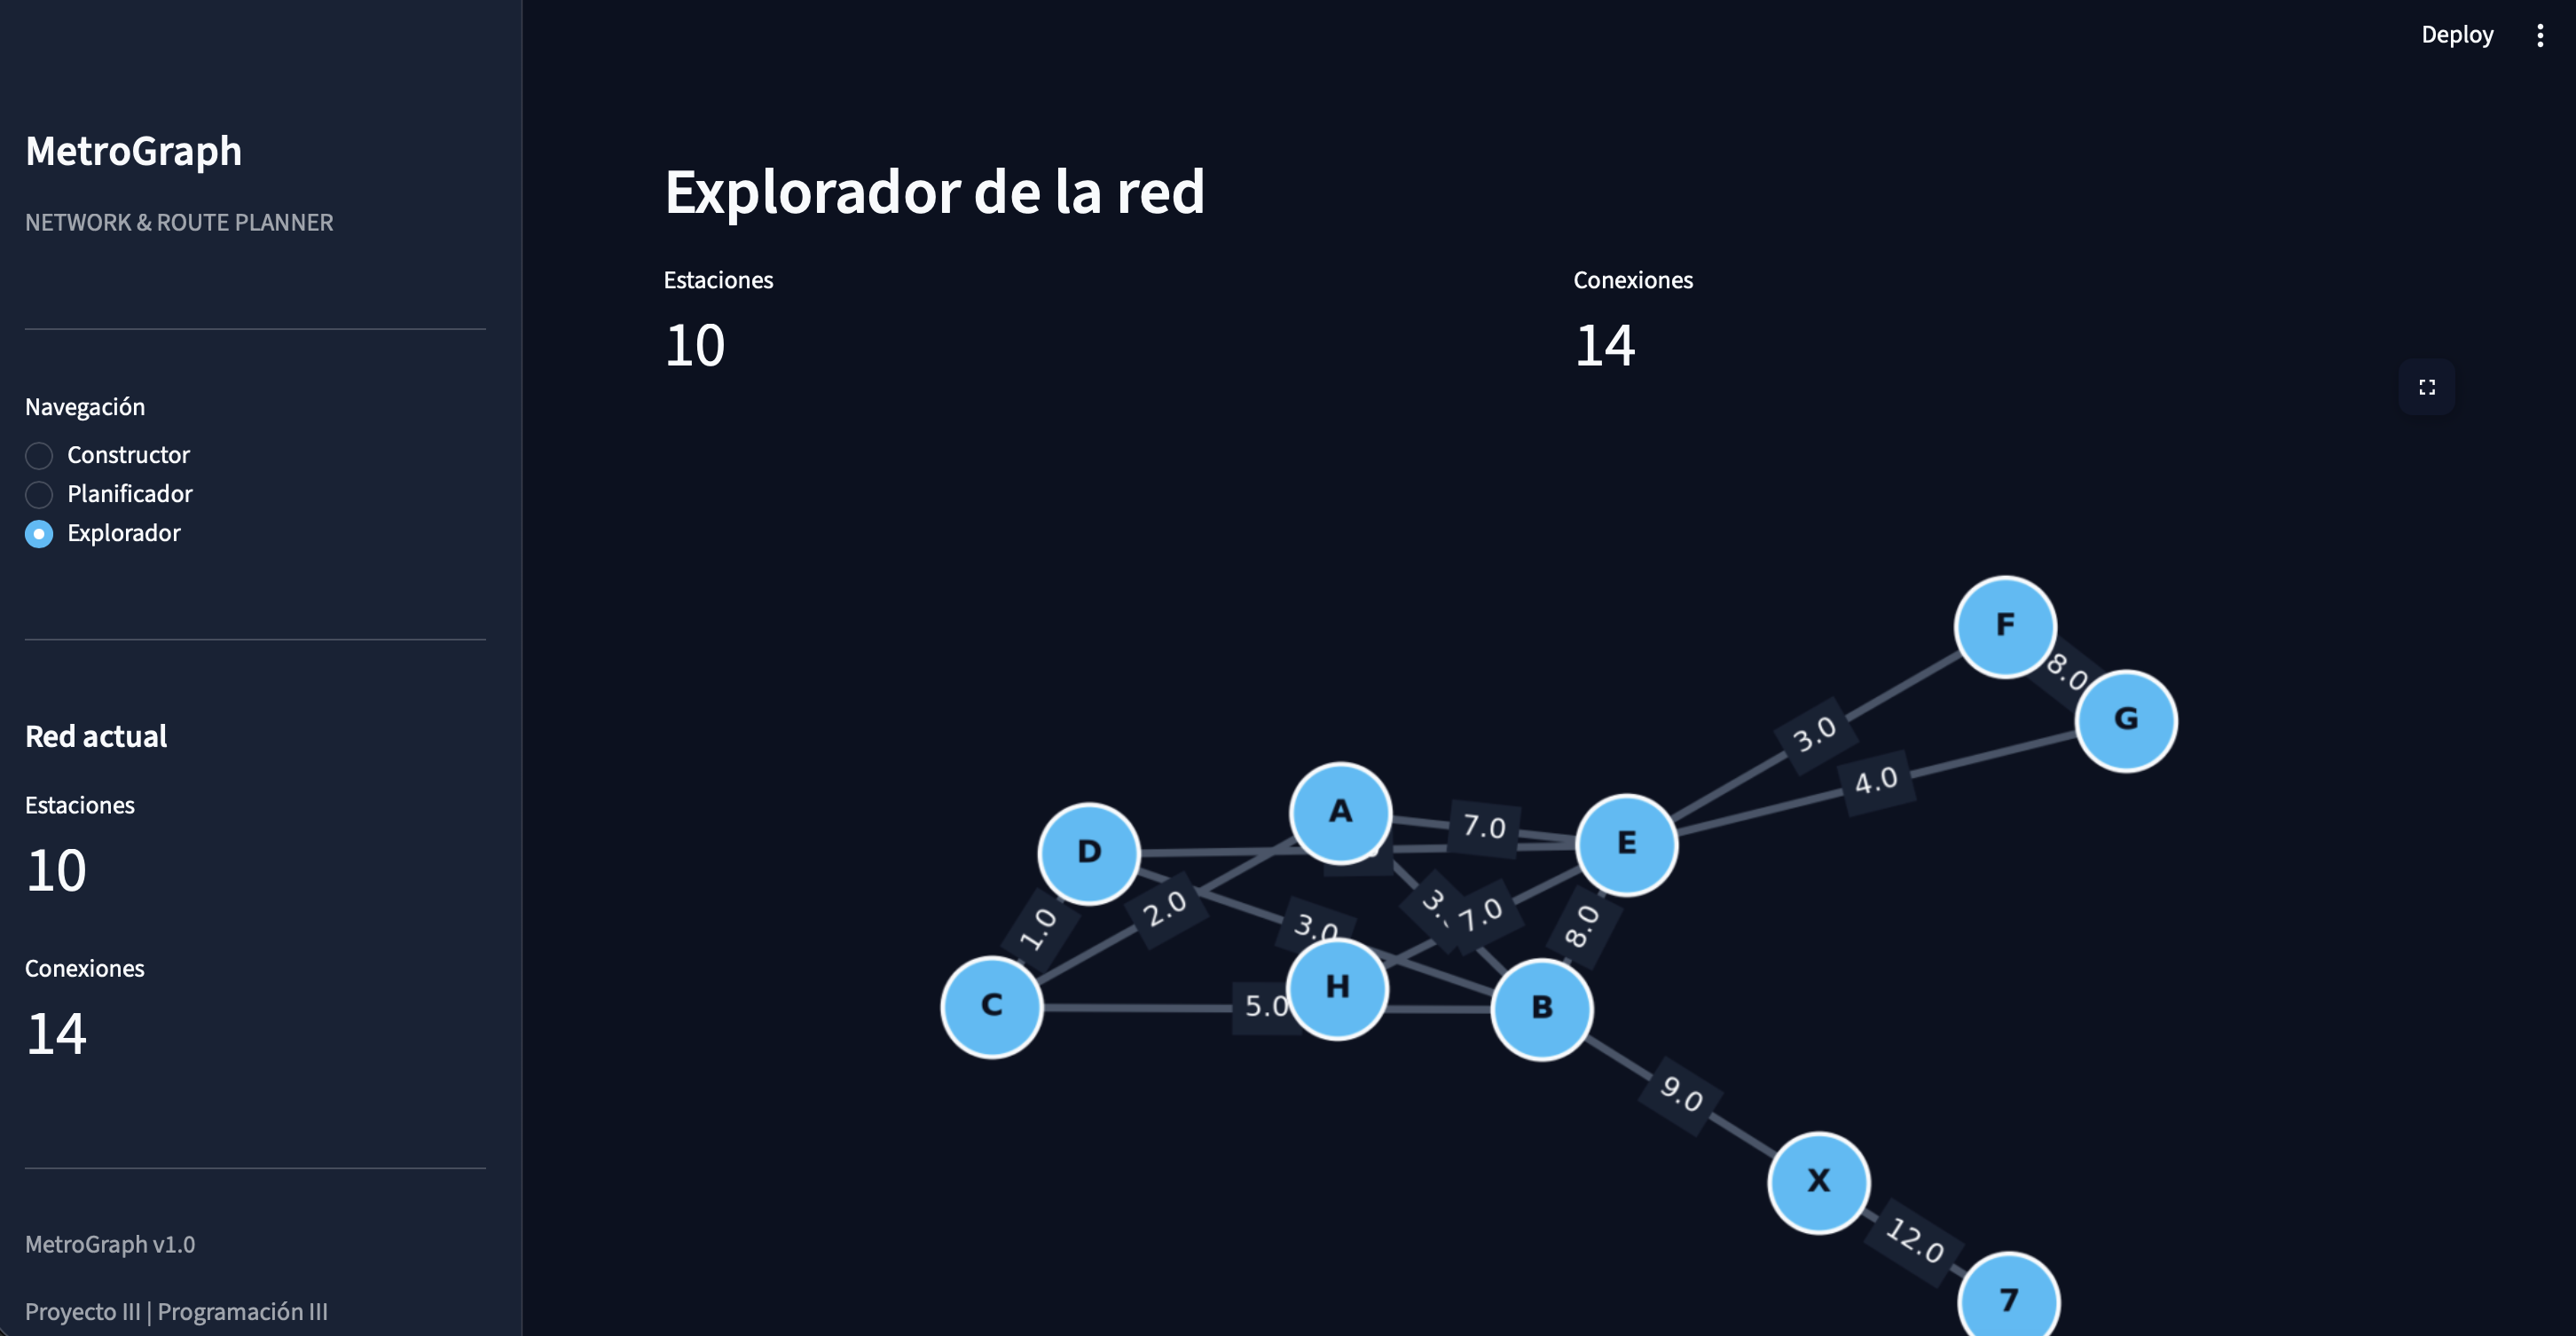 Deploy
MetroGraph
NETWORK & ROUTE PLANNER
Navegación
Constructor
Planificador
Explorador
Red actual
Estaciones
10
Conexiones
14
MetroGraph v1.0
Proyecto III | Programación III
Explorador de la red
Estaciones
10
Conexiones
14
F
8.0
G
3.0
4.0
A
7.0
E
D
2.0
1.0
3.0
7.0
8.0
C
5.0
H
B
9.0
X
12.0
7